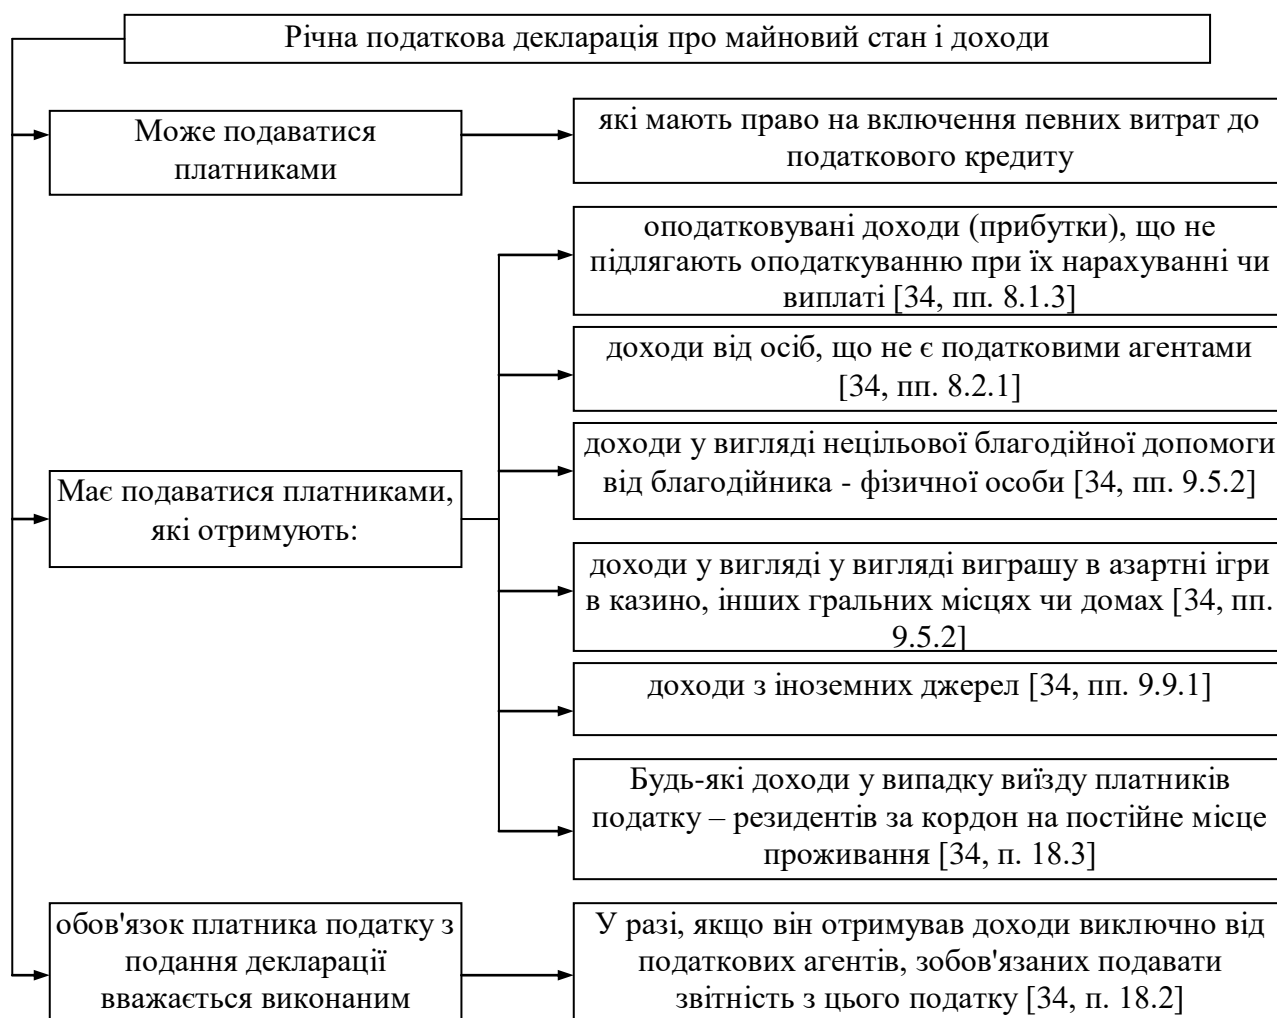 Річна податкова декларація про майновий стан і доходи
Може подаватися
платниками
які мають право на включення певних витрат до
податкового кредиту
оподатковувані доходи (прибутки), що не
підлягають оподаткуванню при їх нарахуванні чи
виплаті [34, пп. 8.1.3]
доходи від осіб, що не є податковими агентами
[34, пп. 8.2.1]
доходи у вигляді нецільової благодійної допомоги
від благодійника - фізичної особи [34, пп. 9.5.2]
Має подаватися платниками,
які отримують:
доходи у вигляді у вигляді виграшу в азартні ігри
в казино, інших гральних місцях чи домах [34, пп.
9.5.2]
доходи з іноземних джерел [34, пп. 9.9.1]
Будь-які доходи у випадку виїзду платників
податку – резидентів за кордон на постійне місце
проживання [34, п. 18.3]
обов'язок платника податку з
подання декларації
вважається виконаним
У разі, якщо він отримував доходи виключно від
податкових агентів, зобов'язаних подавати
звітність з цього податку [34, п. 18.2]